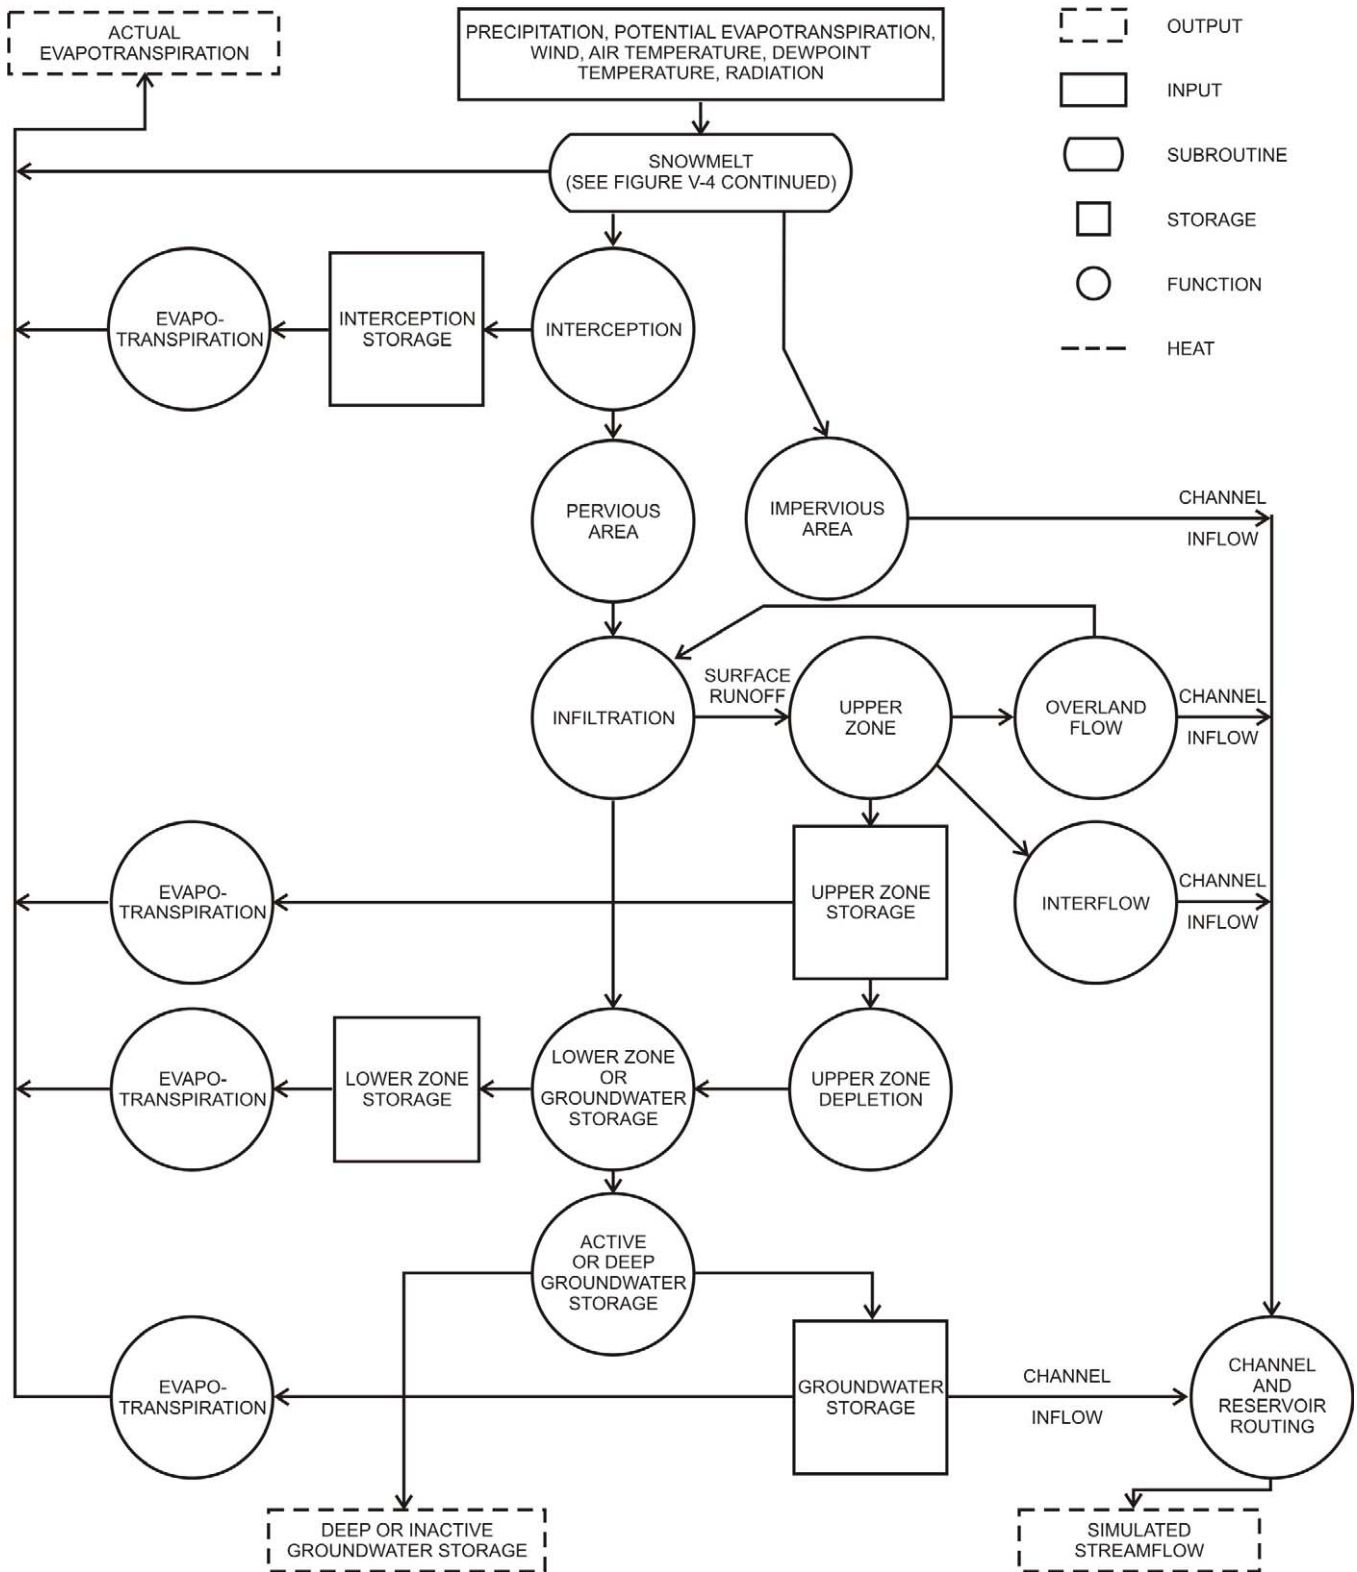 ACTUAL
EVAPOTRANSPIRATION
PRECIPITATION, POTENTIAL EVAPOTRANSPIRATION,
WIND, AIR TEMPERATURE, DEWPOINT
TEMPERATURE, RADIATION
OUTPUT
INPUT
SUBROUTINE
STORAGE
FUNCTION
HEAT
SNOWMELT
(SEE FIGURE V-4 CONTINUED)
EVAPO-
TRANSPIRATION
INTERCEPTION
STORAGE
INTERCEPTION
PERVIOUS
AREA
IMPERVIOUS
AREA
CHANNEL
INFLOW
INFILTRATION
SURFACE
RUNOFF
UPPER
ZONE
OVERLAND
FLOW
CHANNEL
INFLOW
EVAPO-
TRANSPIRATION
UPPER ZONE
STORAGE
INTERFLOW
CHANNEL
INFLOW
EVAPO-
TRANSPIRATION
LOWER ZONE
STORAGE
LOWER ZONE
OR
GROUNDWATER
STORAGE
UPPER ZONE
DEPLETION
ACTIVE
OR DEEP
GROUNDWATER
STORAGE
EVAPO-
TRANSPIRATION
GROUNDWATER
STORAGE
CHANNEL
INFLOW
CHANNEL
AND
RESERVOIR
ROUTING
DEEP OR INACTIVE
GROUNDWATER STORAGE
SIMULATED
STREAMFLOW